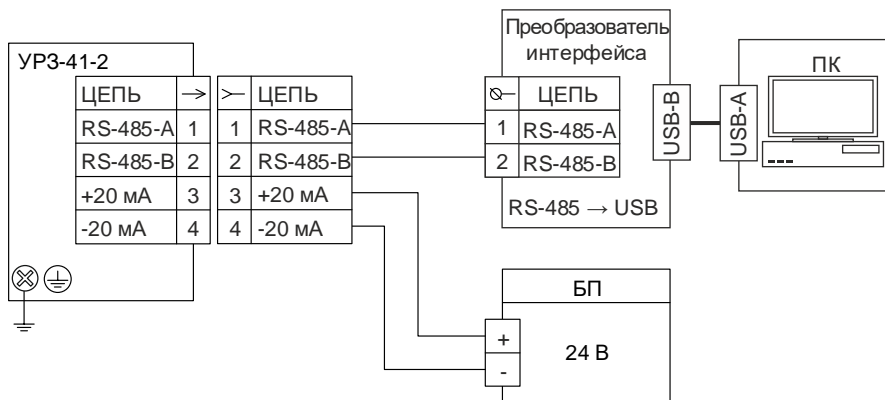 УРЗ-41-2
ЦЕПЬ
RS-485-A 1
RS-485-B 2
+20 мА 3
-20 мА 4
ЦЕПЬ
1 RS-485-A
2 RS-485-B
3 +20 мА
4 -20 мА
Преобразователь
интерфейса
ЦЕПЬ
1 RS-485-A
2 RS-485-B
RS-485 → USB
USB-B
USB-A
ПК
БП
+
-
24 В